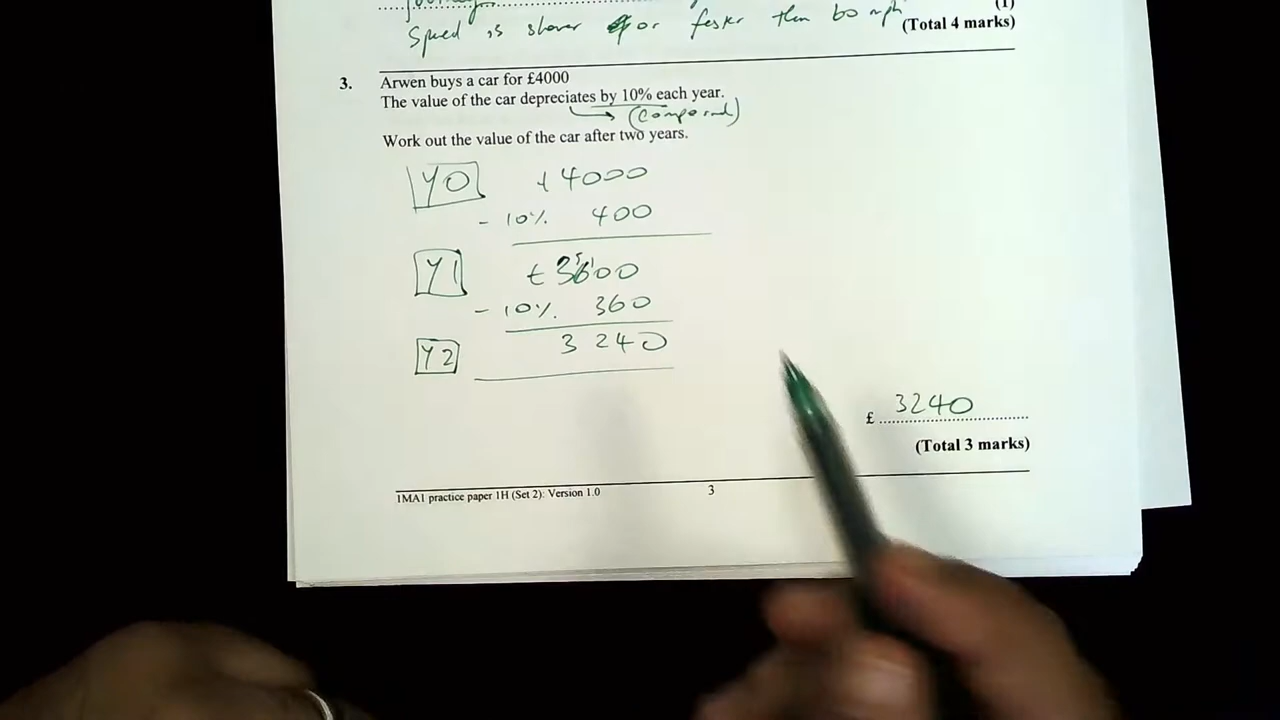 (1)
Speed is slower or faster than 60 mph
(Total 4 marks)
3. Arwen buys a car for £4000
The value of the car depreciates by 10% each year.
(Compound)
Work out the value of the car after two years.
Y0 £4000
- 10% 400
Y1 £3600
5 1
- 10% 360
Y2 3240
£ 3240
(Total 3 marks)
1MA1 practice paper 1H (Set 2): Version 1.0 3